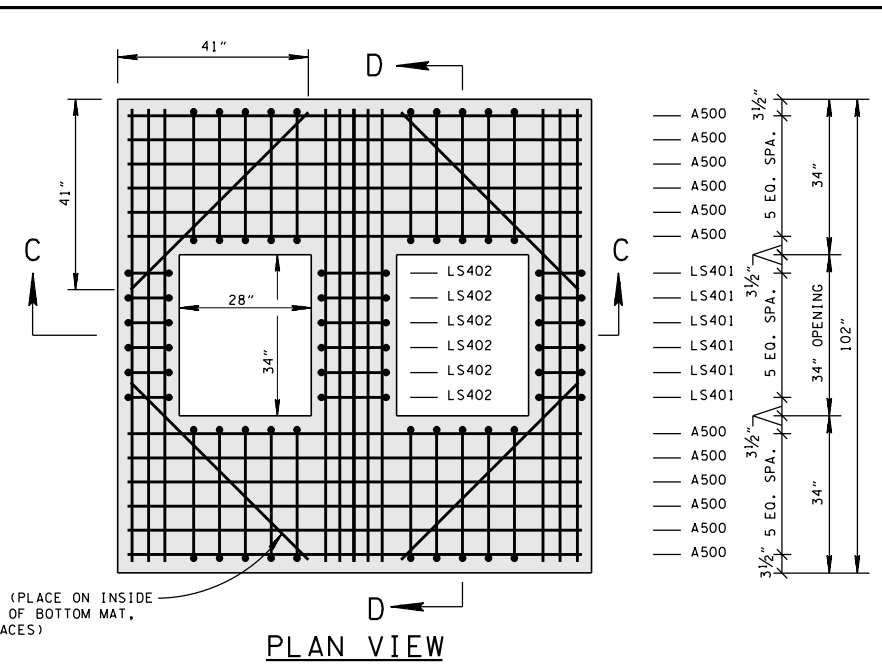 41"
D
A500
3½"
A500
A500
5 EQ. SPA.
34"
A500
A500
A500
41"
C
C
LS402
LS401
3½"
LS402
LS401
28"
LS402
LS401
5 EQ. SPA.
34" OPENING
102"
LS402
LS401
34"
LS402
LS401
LS402
LS401
A500
3½"
A500
A500
5 EQ. SPA.
34"
A500
A500
A500
3½"
(PLACE ON INSIDE
OF BOTTOM MAT,
ACES)
D
PLAN VIEW